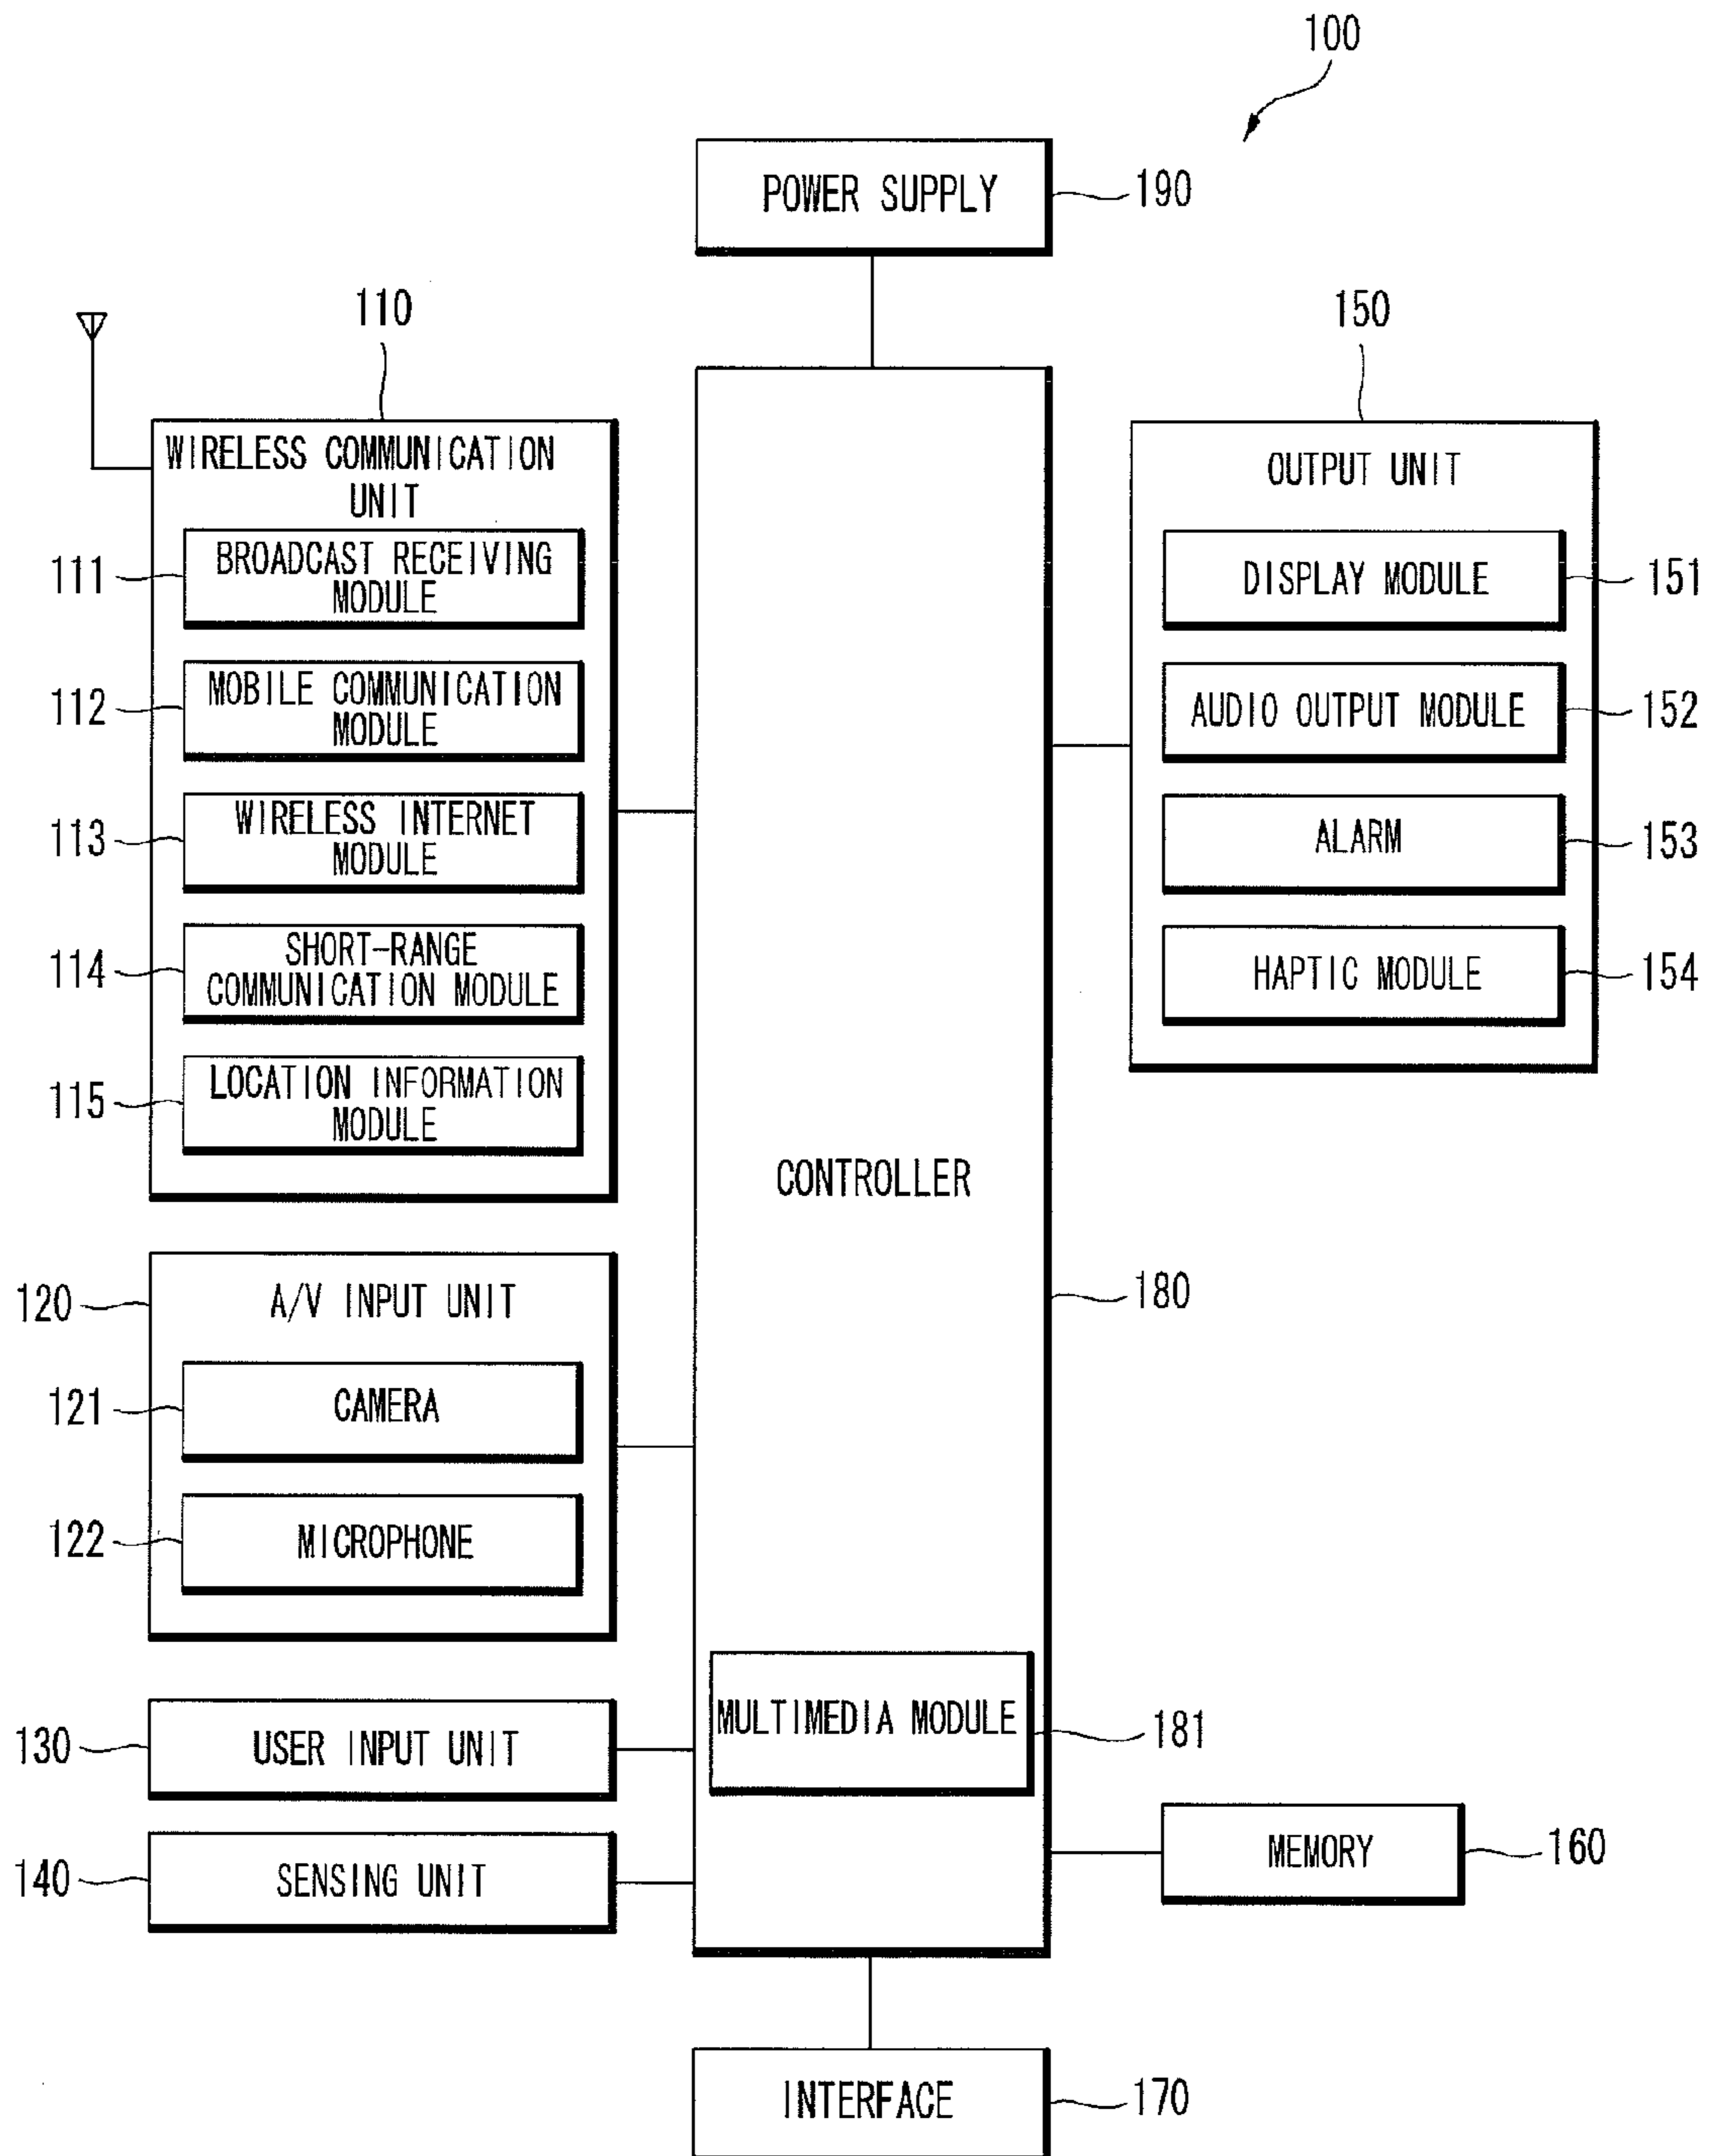 100
POWER SUPPLY
190
110
WIRELESS COMMUNICATION
UNIT
111
BROADCAST RECEIVING
MODULE
112
MOBILE COMMUNICATION
MODULE
113
WIRELESS INTERNET
MODULE
114
SHORT-RANGE
COMMUNICATION MODULE
115
LOCATION INFORMATION
MODULE
120
A/V INPUT UNIT
121
CAMERA
122
MICROPHONE
130
USER INPUT UNIT
140
SENSING UNIT
CONTROLLER
180
MULTIMEDIA MODULE
181
150
OUTPUT UNIT
DISPLAY MODULE
151
AUDIO OUTPUT MODULE
152
ALARM
153
HAPTIC MODULE
154
MEMORY
160
INTERFACE
170